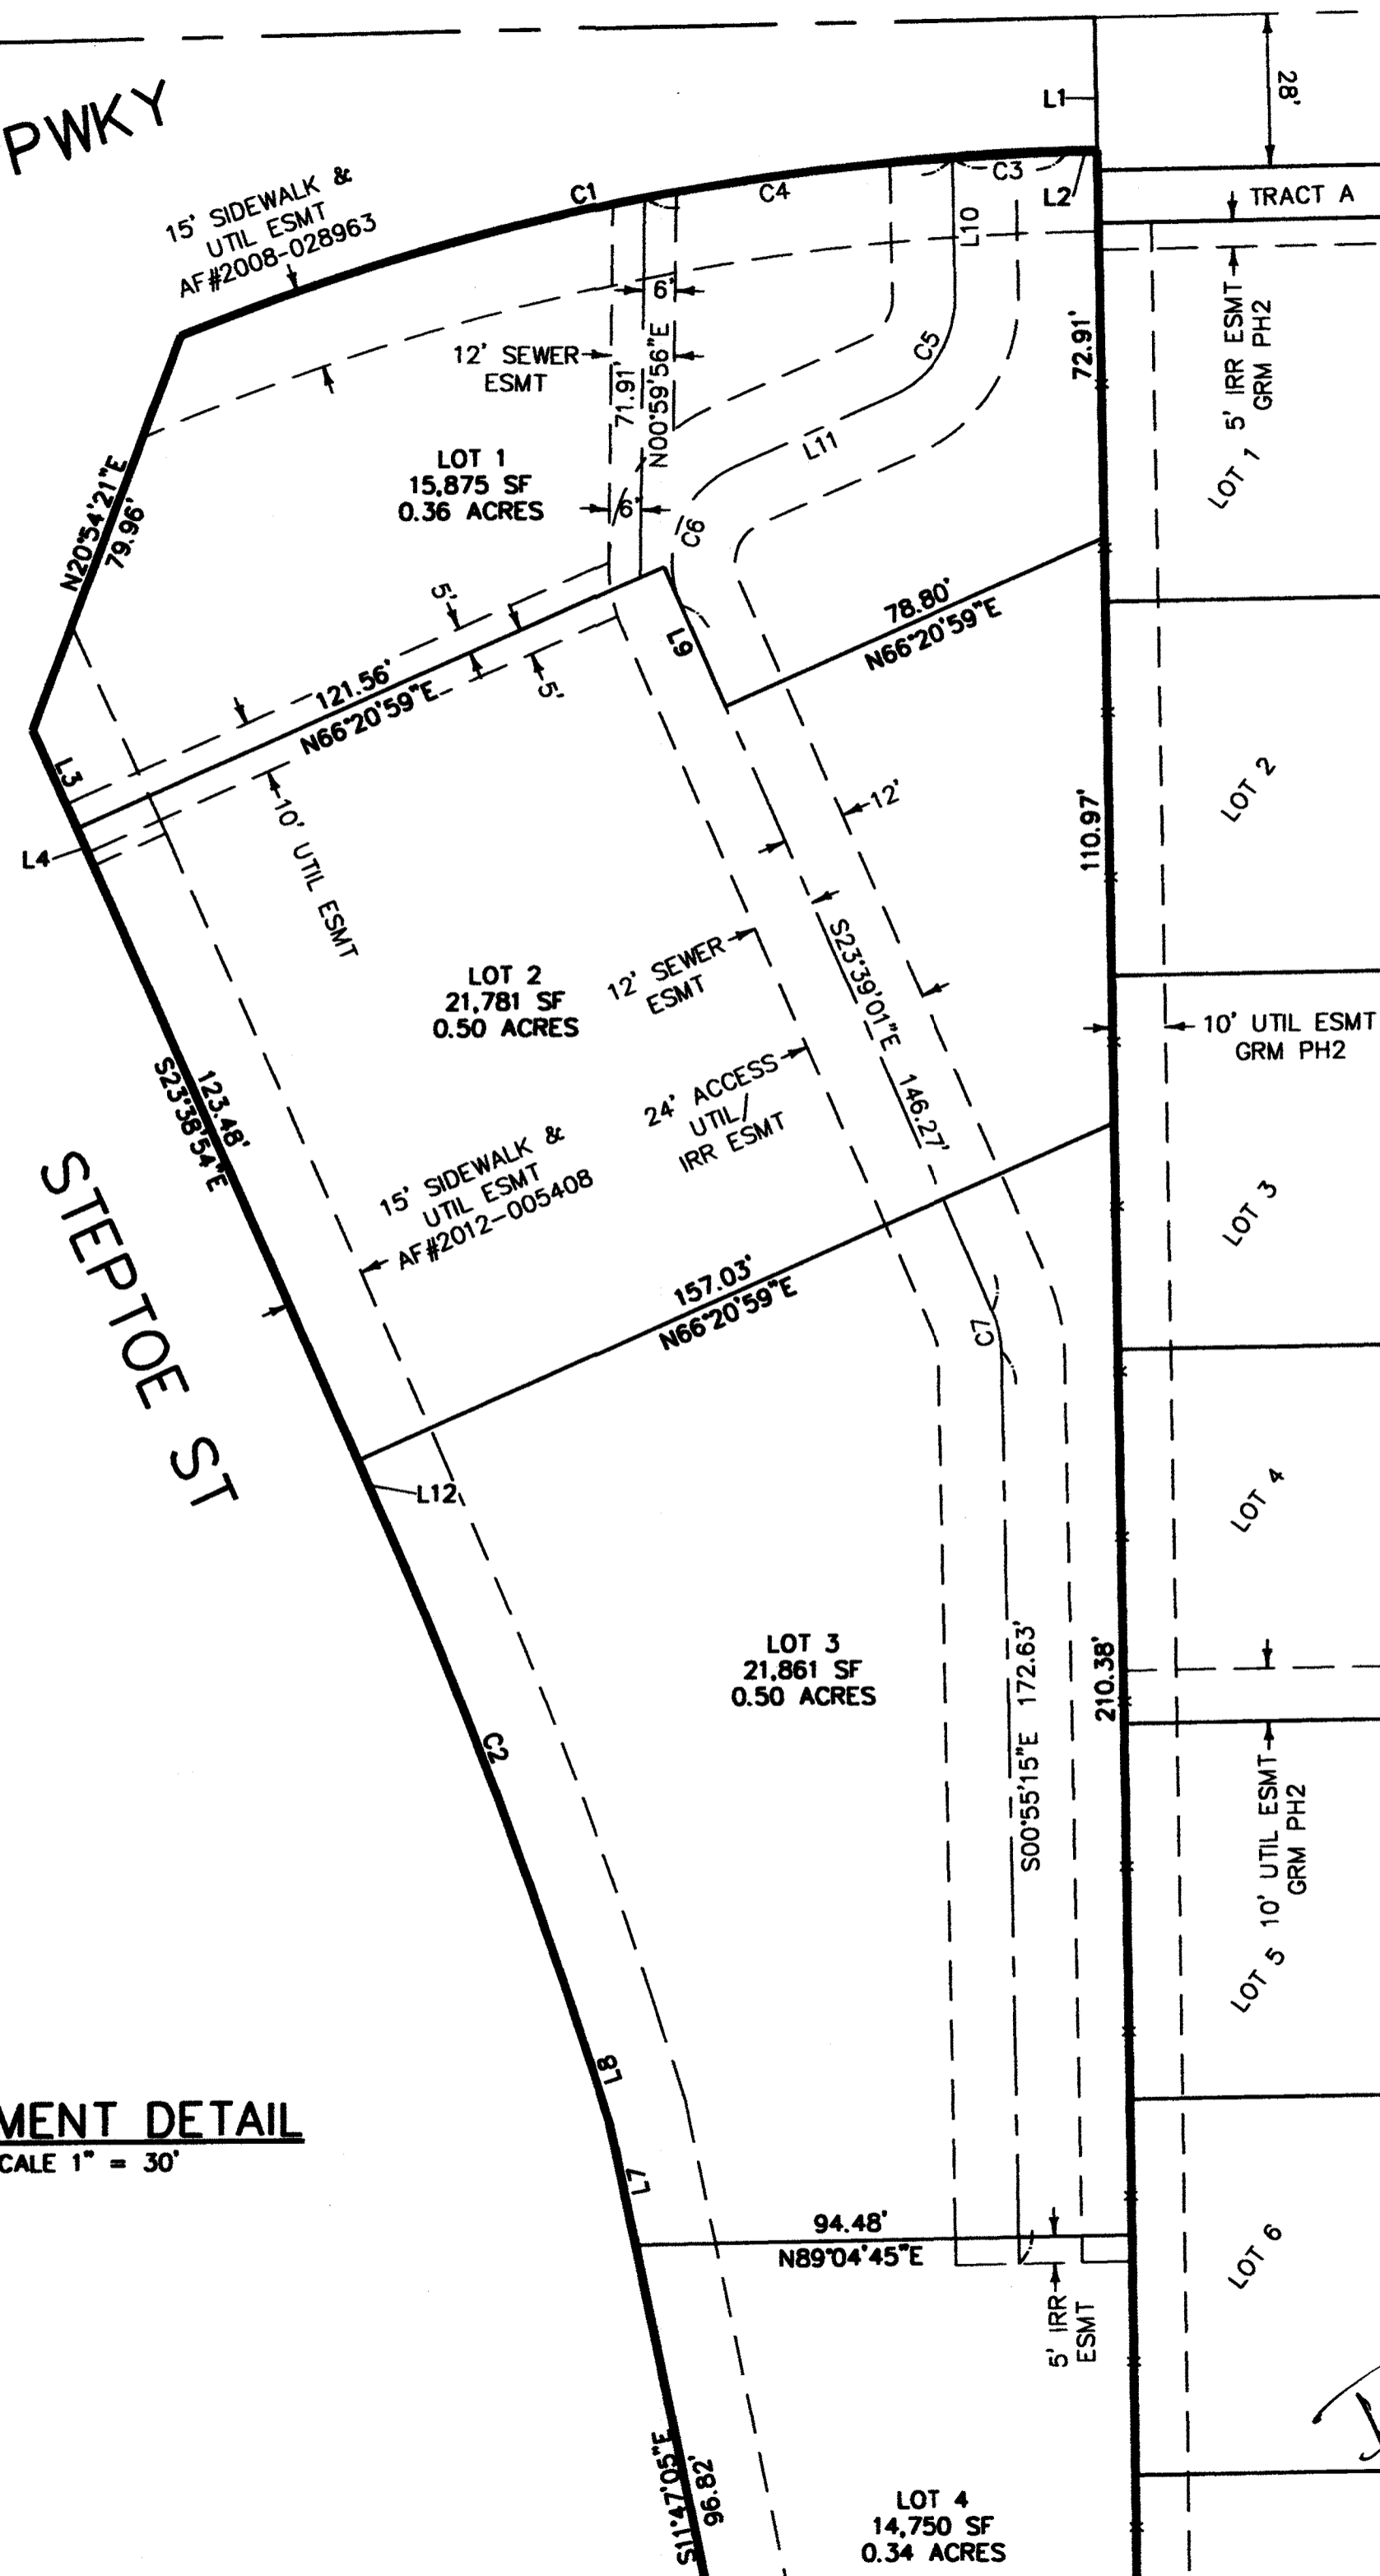 PWKY
28'
L1
15' SIDEWALK &
UTIL ESMT
AF#2008-028963
C1
C4
C3
L2
TRACT A
L10
6'
12' SEWER
ESMT
71.91'
N00°59'56"E
C5
72.91'
5' IRR ESMT
GRM PH2
LOT 1
15,875 SF
0.36 ACRES
L11
LOT 1
N20°54'21"E
79.96'
6'
C6
5'
78.80'
N66°20'59"E
L9
121.56'
N66°20'59"E
5'
L3
L4
10' UTIL ESMT
12'
110.97'
LOT 2
LOT 2
21,781 SF
0.50 ACRES
12' SEWER
ESMT
S23°39'01"E 146.27'
10' UTIL ESMT
GRM PH2
123.48'
S23°38'54"E
24' ACCESS
UTIL/
IRR ESMT
15' SIDEWALK &
UTIL ESMT
AF#2012-005408
STEPTOE ST
LOT 3
157.03'
N66°20'59"E
C7
L12
LOT 4
LOT 3
21,861 SF
0.50 ACRES
S00°55'15"E 172.63'
210.38'
C2
10' UTIL ESMT
GRM PH2
LOT 5
L8
MENT DETAIL
CALE 1" = 30'
L7
94.48'
N89°04'45"E
5' IRR
ESMT
LOT 6
S11°47'05"E
96.82'
LOT 4
14,750 SF
0.34 ACRES